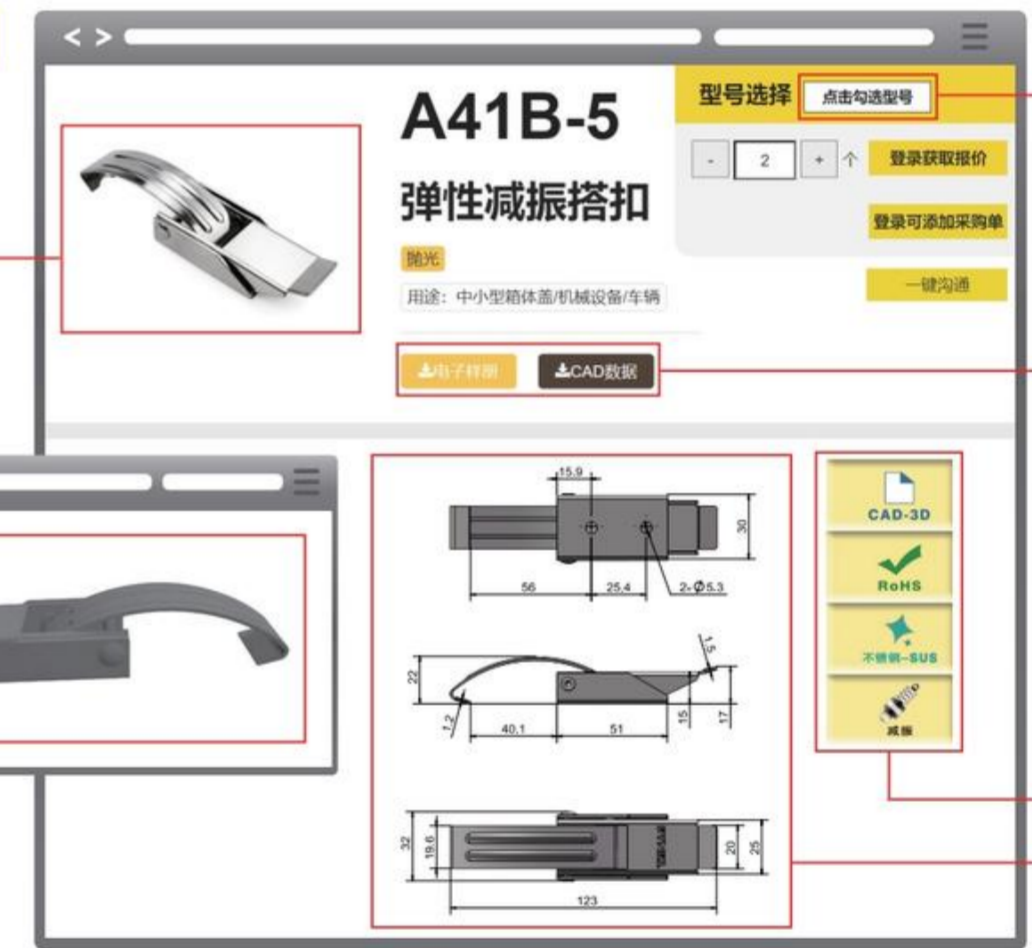 A41B-5
弹性减振搭扣
抛光
用途：中小型箱体盖/机械设备/车辆
电子样册
CAD数据
型号选择
点击勾选型号
- 2 + 个
登录获取报价
登录可添加采购单
一键沟通
15.9
30
56
25.4
2-Ø5.3
22
1.2
40.1
51
1.5
15
17
32
19.6
20
25
123
CAD-3D
RoHS
不锈钢-SUS
减振